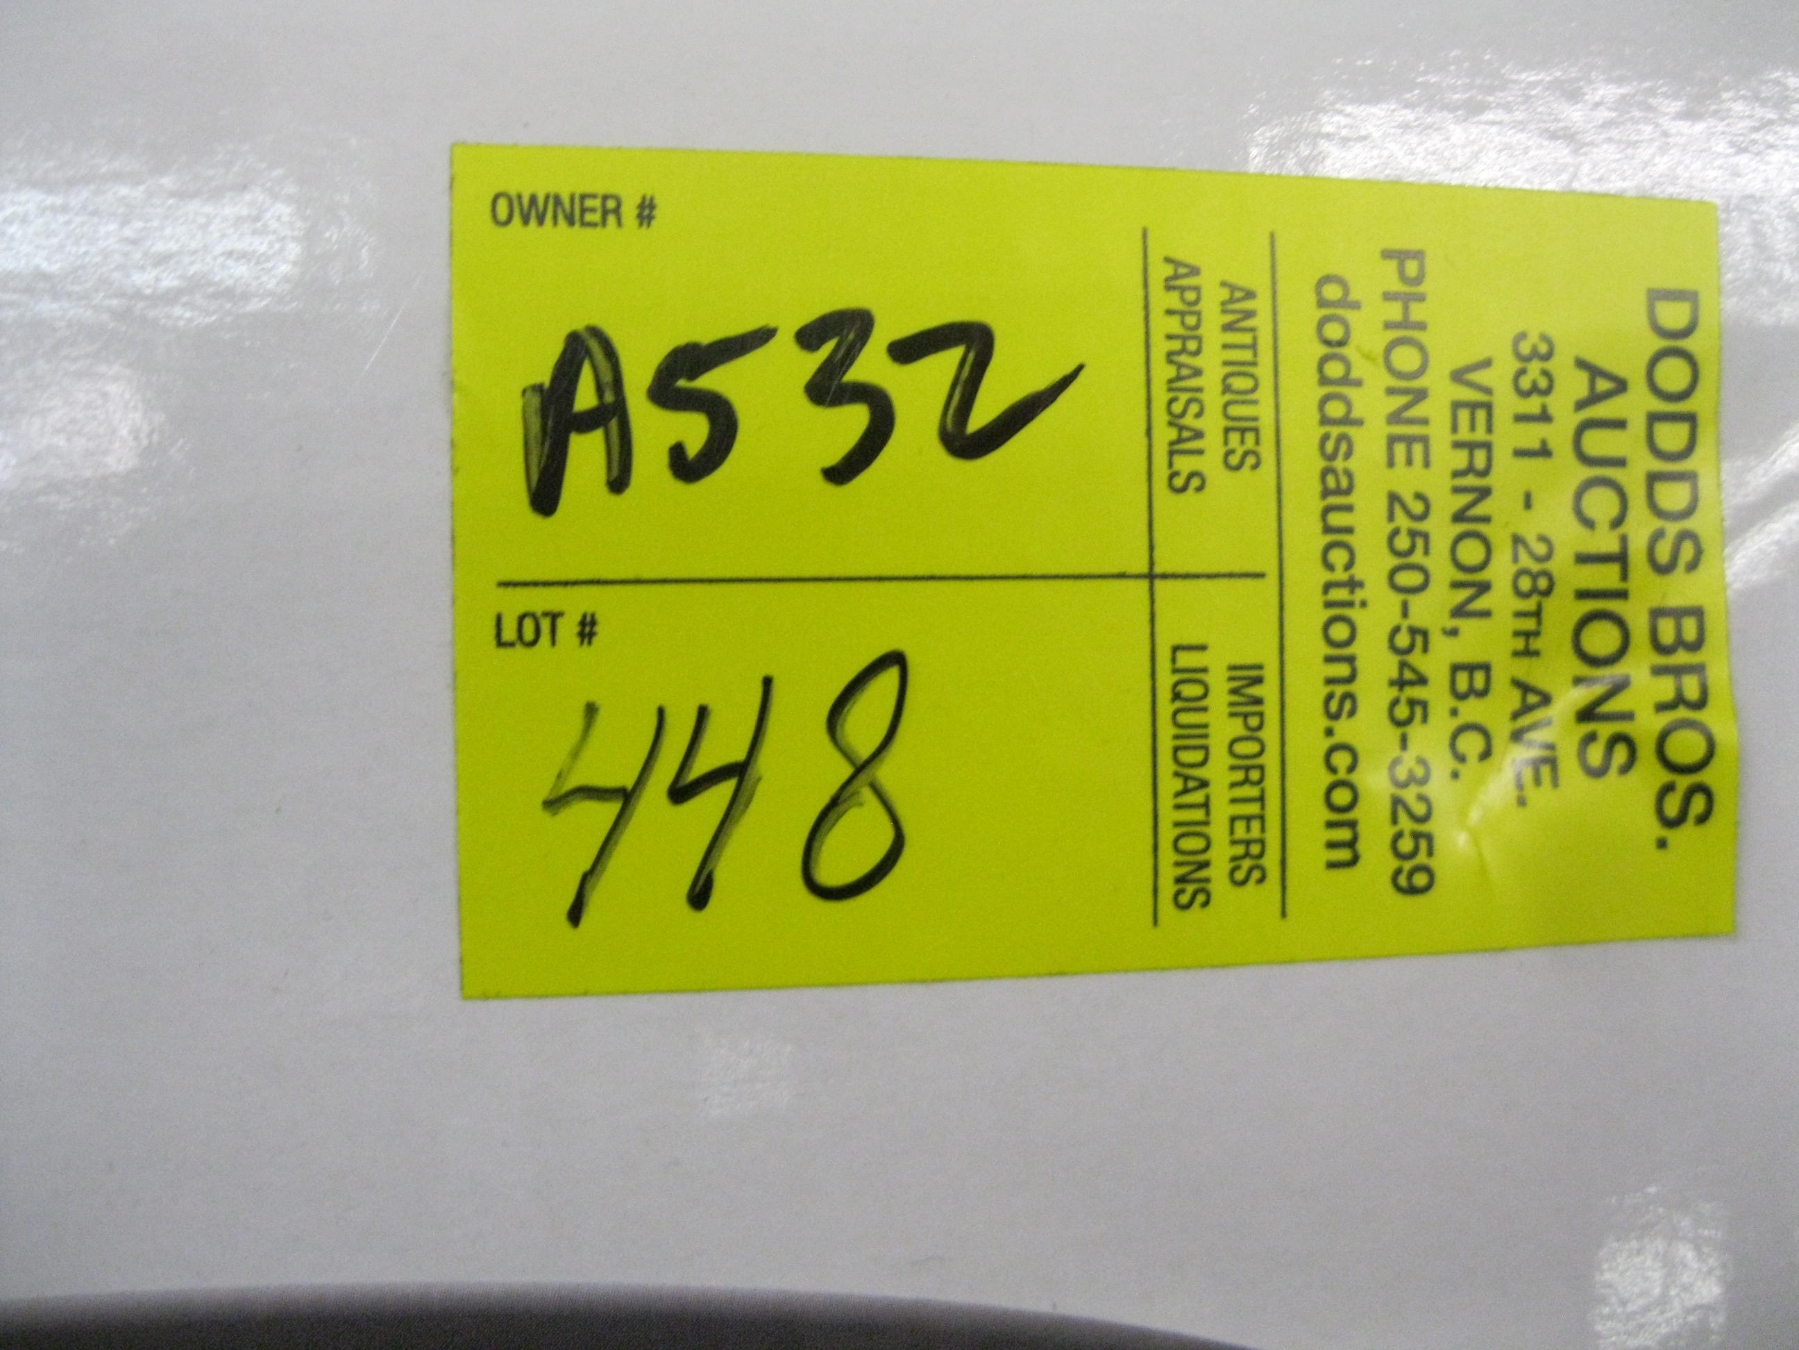 DODDS BROS.
AUCTIONS
3311 - 28TH AVE.
VERNON, B.C.
PHONE 250-545-3259
doddsauctions.com
ANTIQUES IMPORTERS
APPRAISALS LIQUIDATIONS
OWNER #
A532
LOT #
448